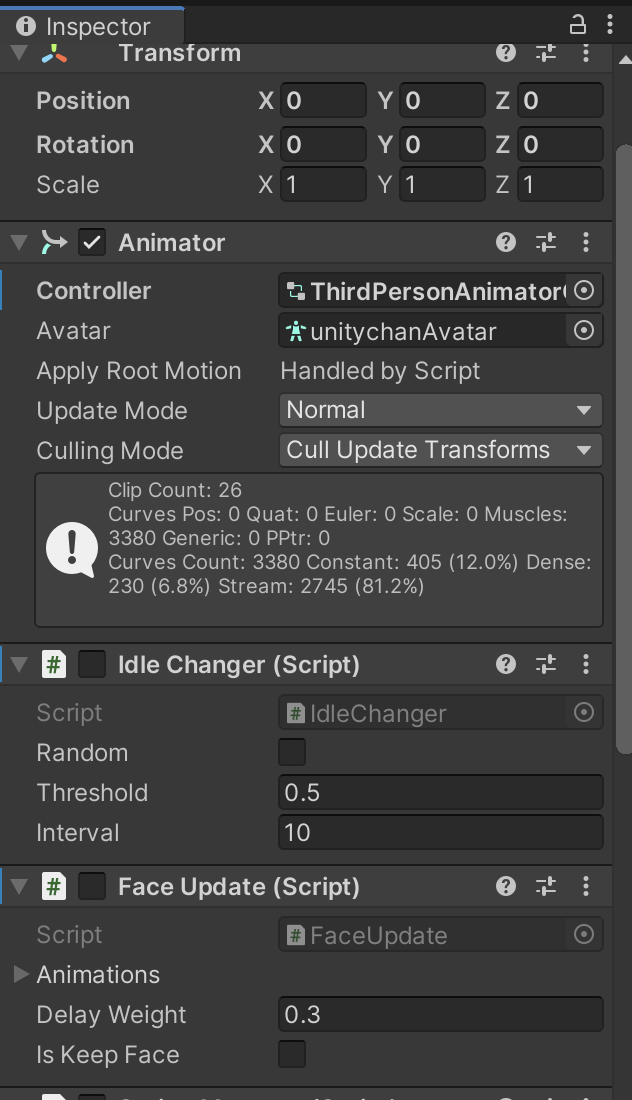 Inspector
Transform
Position X 0 Y 0 Z 0
Rotation X 0 Y 0 Z 0
Scale X 1 Y 1 Z 1
Animator
Controller ThirdPersonAnimator
Avatar unitychanAvatar
Apply Root Motion Handled by Script
Update Mode Normal
Culling Mode Cull Update Transforms
Clip Count: 26
Curves Pos: 0 Quat: 0 Euler: 0 Scale: 0 Muscles:
3380 Generic: 0 PPtr: 0
Curves Count: 3380 Constant: 405 (12.0%) Dense:
230 (6.8%) Stream: 2745 (81.2%)
# Idle Changer (Script)
Script # IdleChanger
Random
Threshold 0.5
Interval 10
# Face Update (Script)
Script # FaceUpdate
Animations
Delay Weight 0.3
Is Keep Face